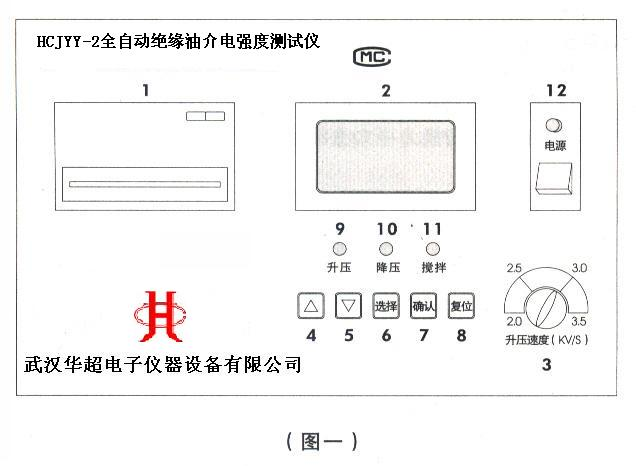 HCJYY-2全自动绝缘油介电强度测试仪
MC
1
2
12
电源
9
10
11
升压
降压
搅拌
2.5
3.0
2.0
3.5
选择
确认
复位
4
5
6
7
8
升压速度(KV/S)
3
武汉华超电子仪器设备有限公司
(图一)